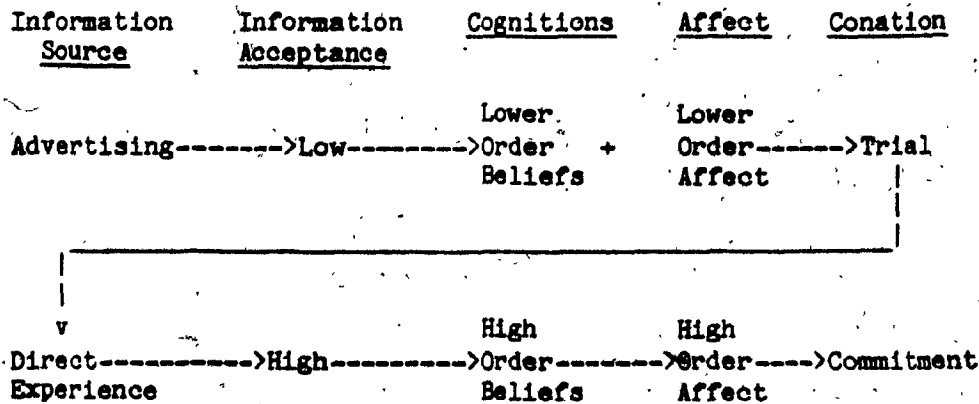 Information Information Cognitions Affect Conation
Source Acceptance
Lower Lower
Advertising------->Low-------->Order + Order------>Trial
Beliefs Affect
v High High
Direct----------->High--------->Order------->Order---->Commitment
Experience Beliefs Affect